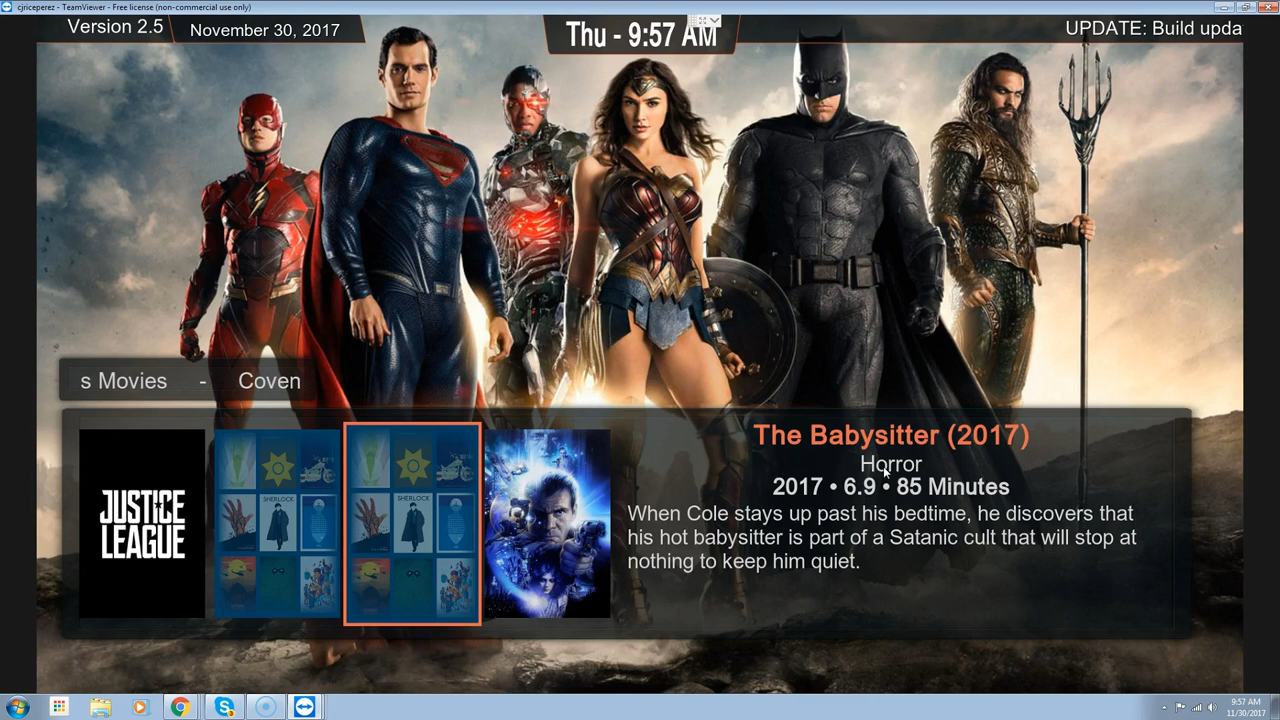 cjriceperez - TeamViewer - Free license (non-commercial use only)
Version 2.5
November 30, 2017
Thu - 9:57 AM
UPDATE: Build upda
s Movies - Coven
JUSTICE
LEAGUE
SHERLOCK
SHERLOCK
The Babysitter (2017)
Horror
2017 • 6.9 • 85 Minutes
When Cole stays up past his bedtime, he discovers that
his hot babysitter is part of a Satanic cult that will stop at
nothing to keep him quiet.
9:57 AM
11/30/2017